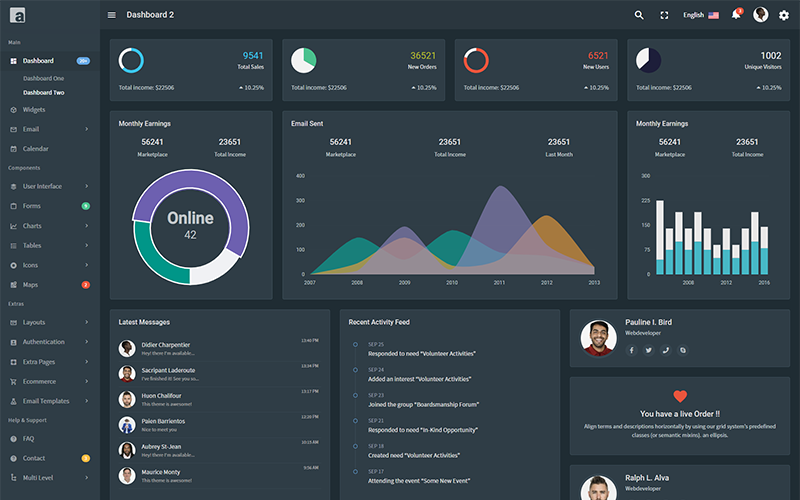 a
Dashboard 2
English
3
Main
Dashboard
20+
Dashboard One
Dashboard Two
Widgets
Email
Calendar
Components
User Interface
Forms
Charts
Tables
Icons
Maps
Extras
Layouts
Authentication
Extra Pages
Ecommerce
Email Templates
Help & Support
FAQ
Contact
Multi Level
9541
Total Sales
Total income: $22506
10.25%
36521
New Orders
Total income: $22506
10.25%
6521
New Users
Total income: $22506
10.25%
1002
Unique Visitors
Total income: $22506
10.25%
Monthly Earnings
56241
23651
Marketplace
Total Income
Online
42
Email Sent
56241
23651
23651
Marketplace
Total Income
Last Month
400
300
200
100
0
2007
2008
2009
2010
2011
2012
2013
Monthly Earnings
56241
23651
Marketplace
Total Income
300
225
150
75
0
2008
2012
2016
Latest Messages
Didier Charpentier
Hey! there I'm available...
13:40 PM
Sacripant Laderoute
I've finished it! See you so...
13:34 PM
Huon Chalifour
This theme is awesome!
13:17 PM
Paien Barrientos
Nice to meet you
12:20 PM
Aubrey St-Jean
Hey! there I'm available...
10:15 AM
Maurice Monty
This theme is awesome!
9:56 AM
Recent Activity Feed
SEP 25
Responded to need “Volunteer Activities”
SEP 24
Added an interest “Volunteer Activities”
SEP 23
Joined the group “Boardsmanship Forum”
SEP 21
Responded to need “In-Kind Opportunity”
SEP 18
Created need “Volunteer Activities”
SEP 17
Attending the event “Some New Event”
Pauline I. Bird
Webdeveloper
You have a live Order !!
Align terms and descriptions horizontally by using our grid system's predefined
classes (or semantic mixins). an ellipsis.
Ralph L. Alva
Webdeveloper